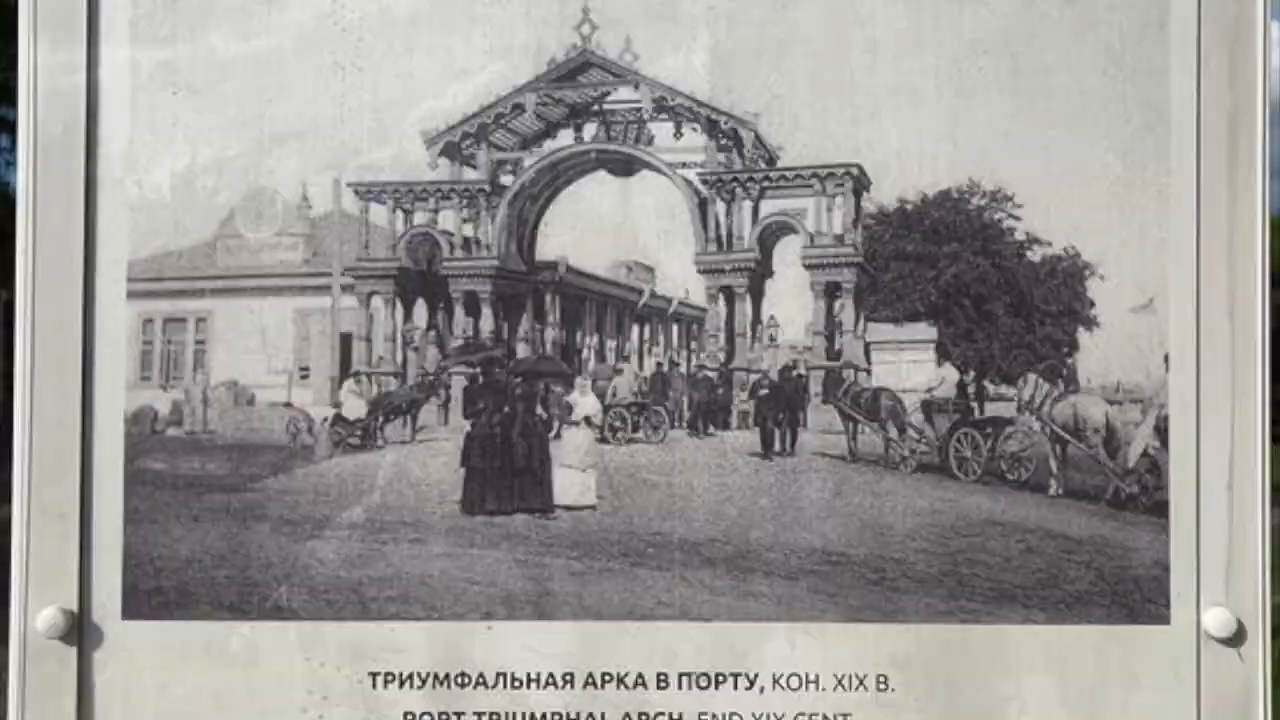 ТРИУМФАЛЬНАЯ АРКА В ПОРТУ, КОН. XIX В.
PORT TRIUMPHAL ARCH, END XIX CENT.